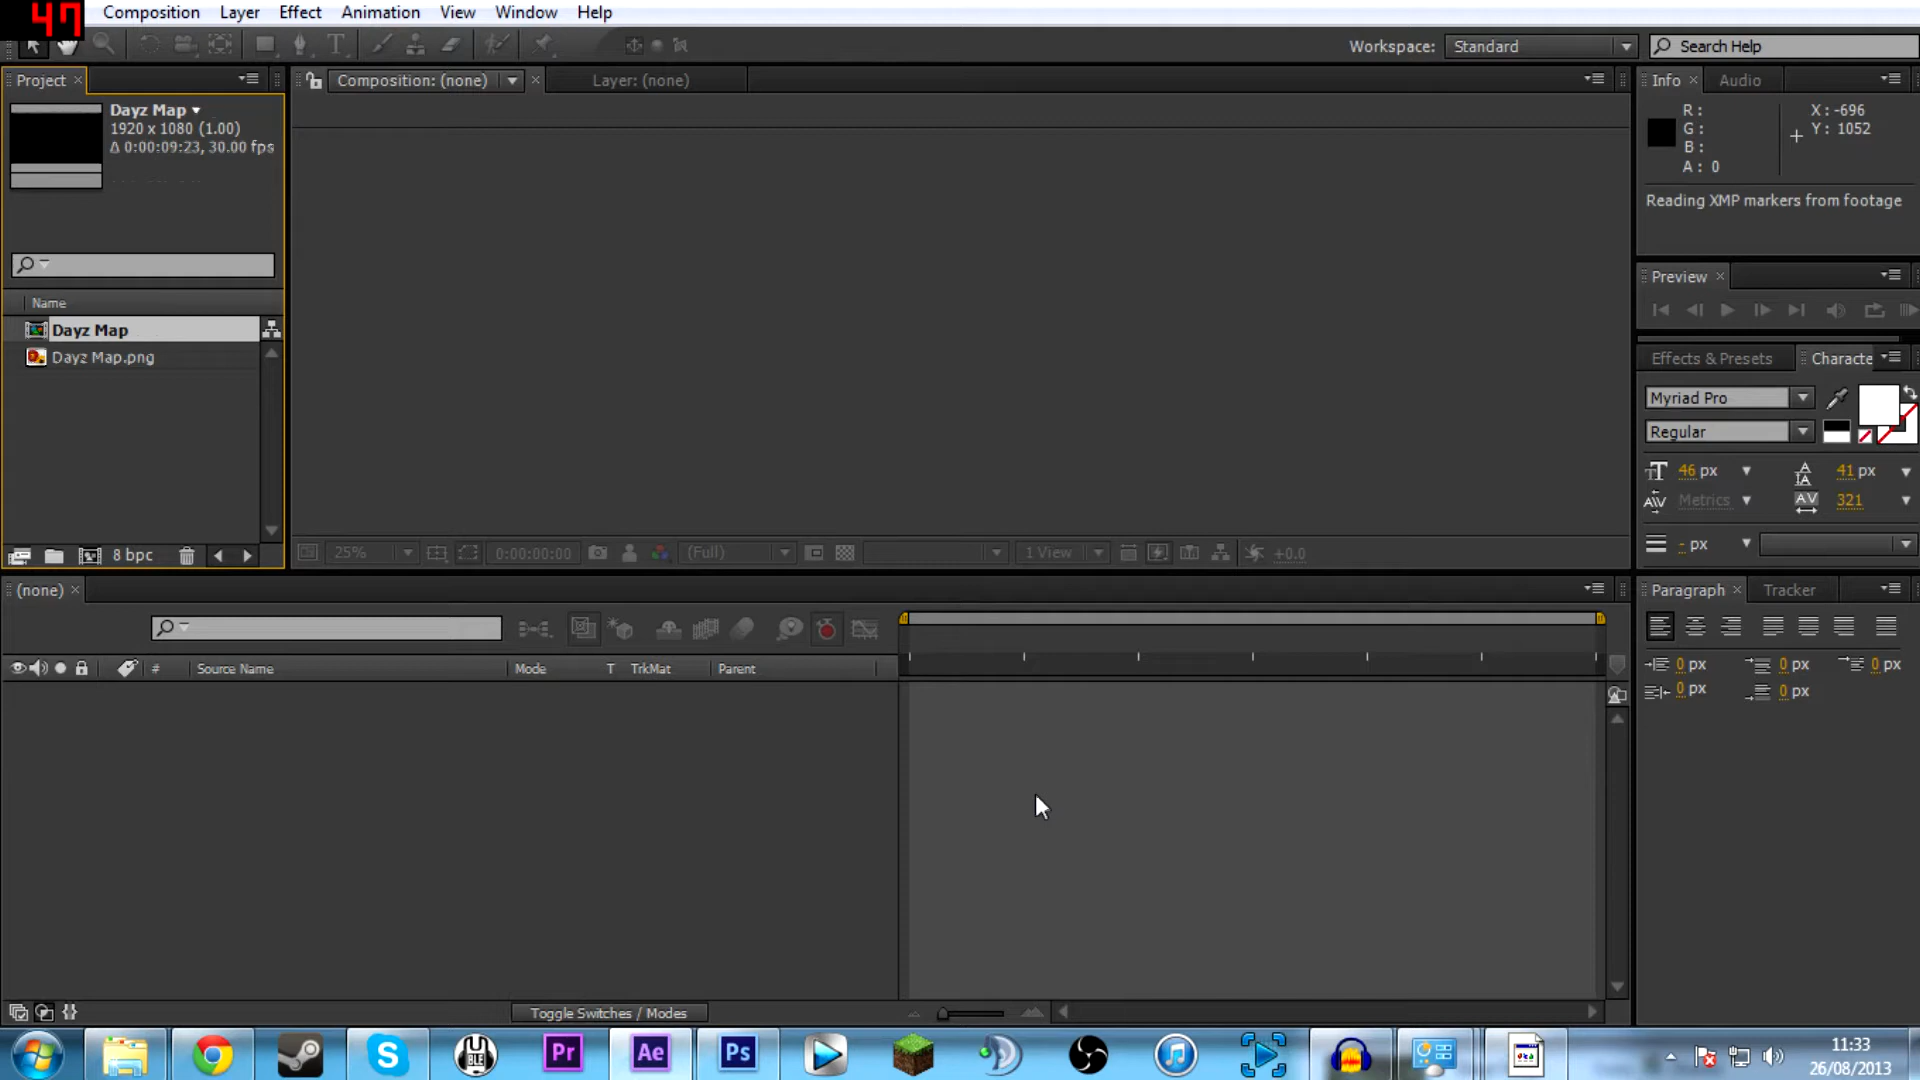 47
Composition Layer Effect Animation View Window Help
Workspace: Standard Search Help
Project
Composition: (none)
Layer: (none)
Info Audio
Dayz Map
1920 x 1080 (1.00)
Δ 0:00:09:23, 30.00 fps
R:
G:
B:
A: 0
X: -696
Y: 1052
Reading XMP markers from footage
Name
Dayz Map
Dayz Map.png
8 bpc
25%
0:00:00:00
(Full)
1 View
+0.0
Preview
Effects & Presets Characte
Myriad Pro
Regular
46 px 41 px
Metrics 321
- px
(none)
# Source Name Mode T TrkMat Parent
Paragraph Tracker
0 px 0 px 0 px
0 px 0 px
Toggle Switches / Modes
Pr Ae Ps
11:33
26/08/2013